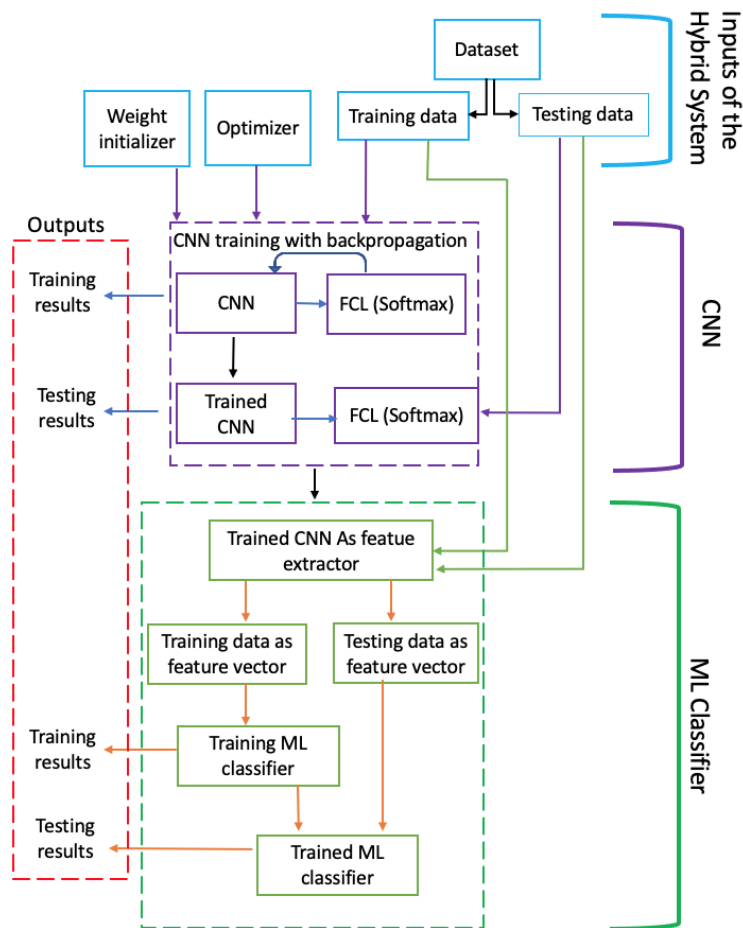 Inputs of the
Hybrid System
Dataset
Weight
initializer
Optimizer
Training data
Testing data
Outputs
CNN training with backpropagation
Training
results
CNN
FCL (Softmax)
CNN
Testing
results
Trained
CNN
FCL (Softmax)
Trained CNN As featue
extractor
Training data as
feature vector
Testing data as
feature vector
ML Classifier
Training
results
Training ML
classifier
Testing
results
Trained ML
classifier